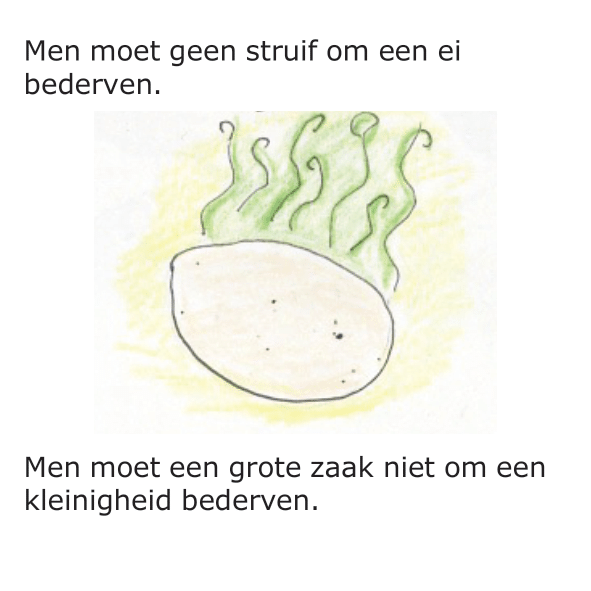 Men moet geen struif om een ei
bederven.
Men moet een grote zaak niet om een
kleinigheid bederven.